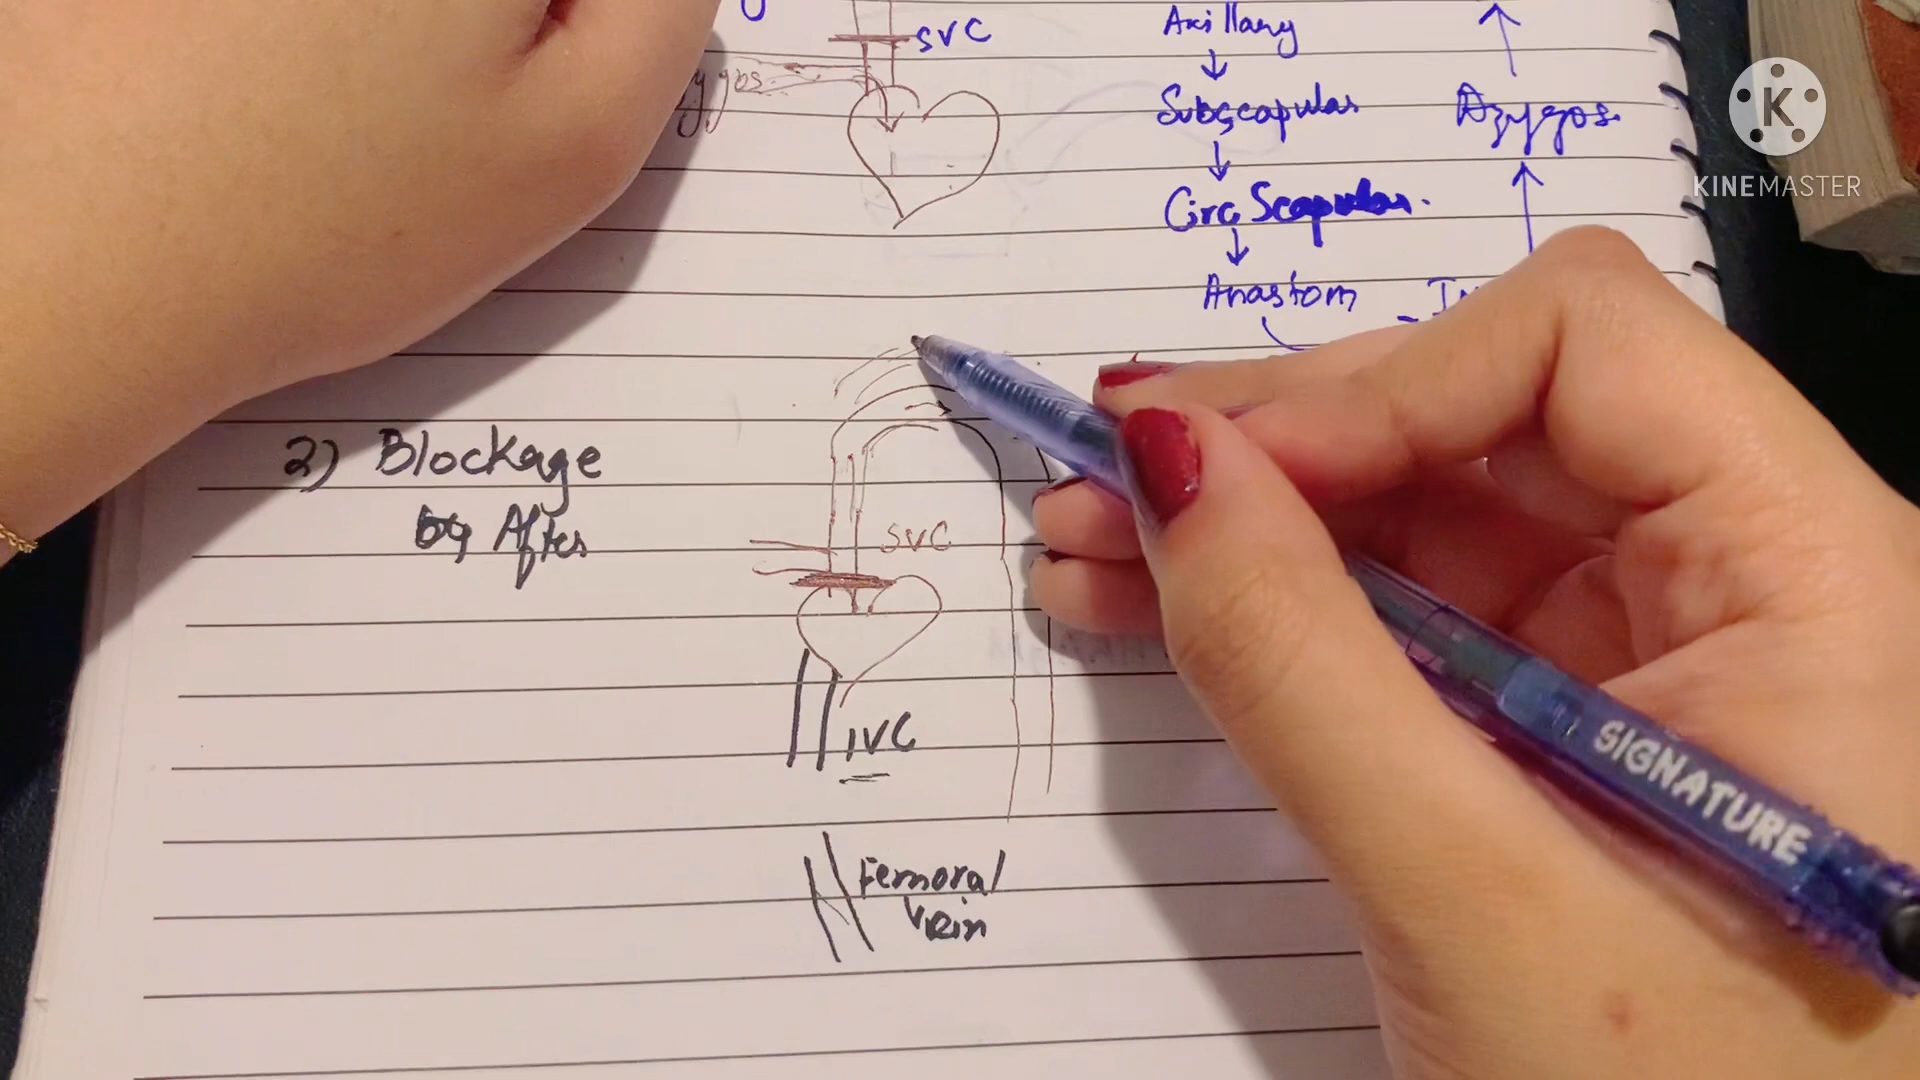 SVC
Axillary
Subscapular
Azygos
Circ Scapular.
Anastom
2) Blockage
After
SVC
IVC
Femoral
Vein
SIGNATURE
K
KINEMASTER